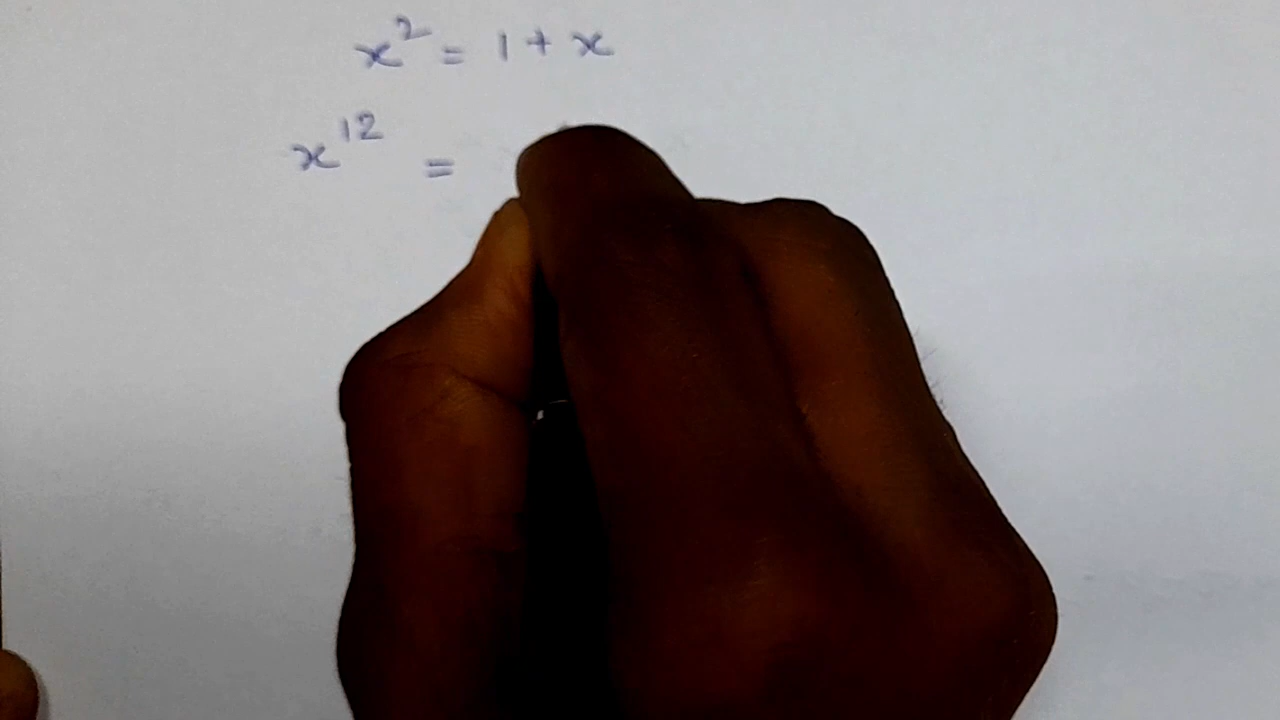 x² = 1 + x
x¹² =